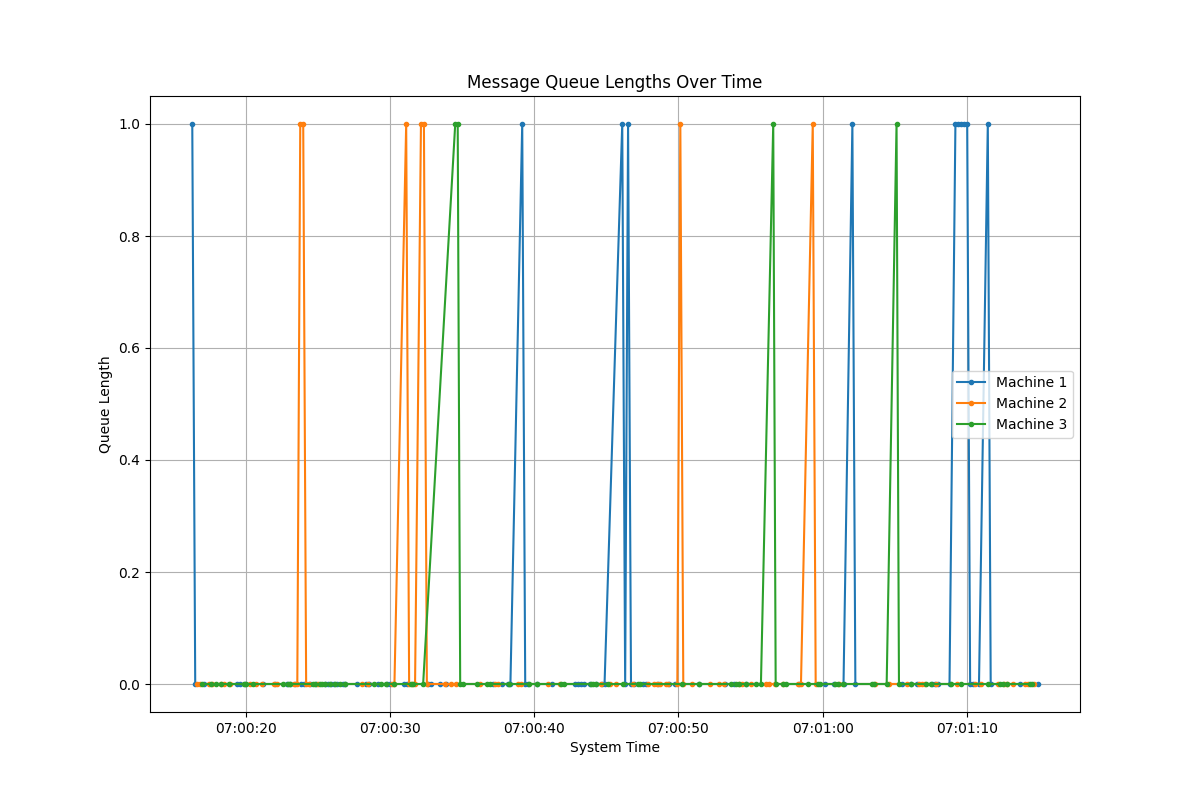 Message Queue Lengths Over Time
1.0
0.8
0.6
0.4
0.2
0.0
Queue Length
Machine 1
Machine 2
Machine 3
07:00:20 07:00:30 07:00:40 07:00:50 07:01:00 07:01:10
System Time